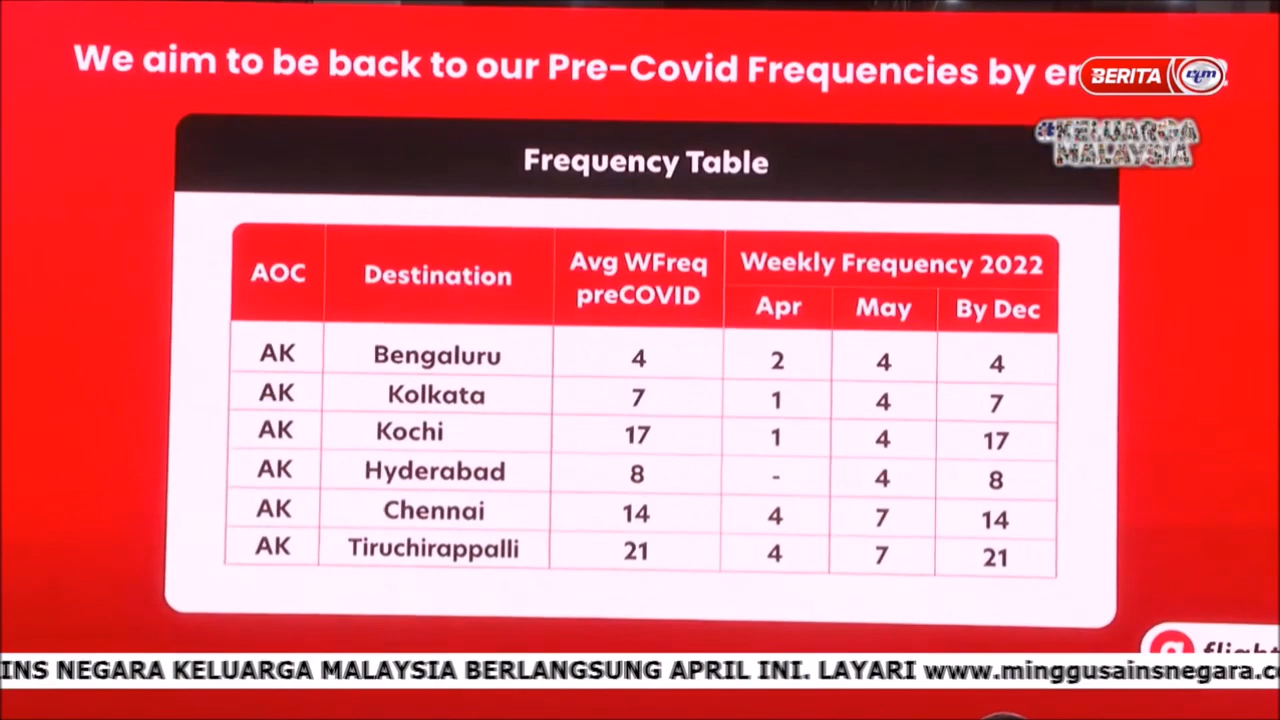 We aim to be back to our Pre-Covid Frequencies by
BERITA rtm
#KELUARGA
MALAYSIA
Frequency Table
AOC Destination Avg WFreq preCOVID Weekly Frequency 2022
Apr May By Dec
AK Bengaluru 4 2 4 4
AK Kolkata 7 1 4 7
AK Kochi 17 1 4 17
AK Hyderabad 8 - 4 8
AK Chennai 14 4 7 14
AK Tiruchirappalli 21 4 7 21
INS NEGARA KELUARGA MALAYSIA BERLANGSUNG APRIL INI. LAYARI www.minggusainsnegara.c